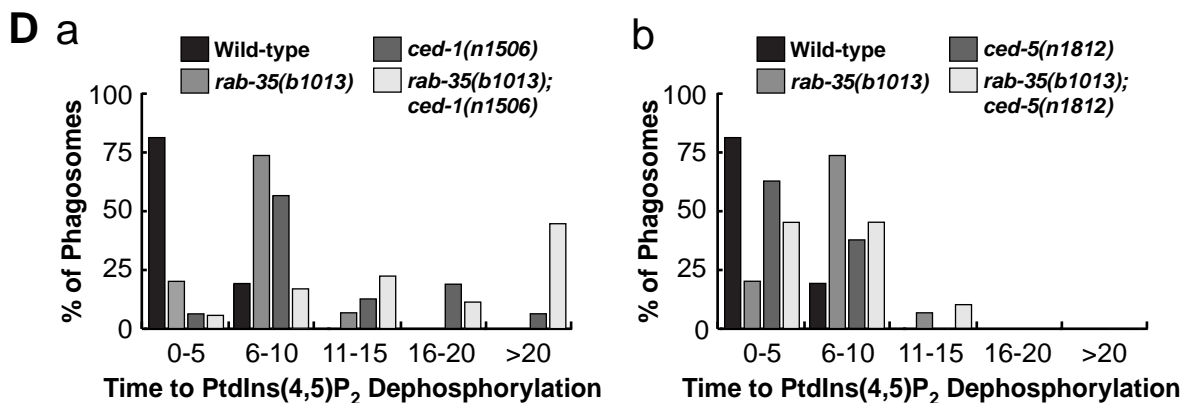 D a
Wild-type
rab-35(b1013)
ced-1(n1506)
rab-35(b1013);
ced-1(n1506)
% of Phagosomes
100
75
50
25
0
0-5 6-10 11-15 16-20 >20
Time to PtdIns(4,5)P₂ Dephosphorylation
b
Wild-type
rab-35(b1013)
ced-5(n1812)
rab-35(b1013);
ced-5(n1812)
% of Phagosomes
100
75
50
25
0
0-5 6-10 11-15 16-20 >20
Time to PtdIns(4,5)P₂ Dephosphorylation